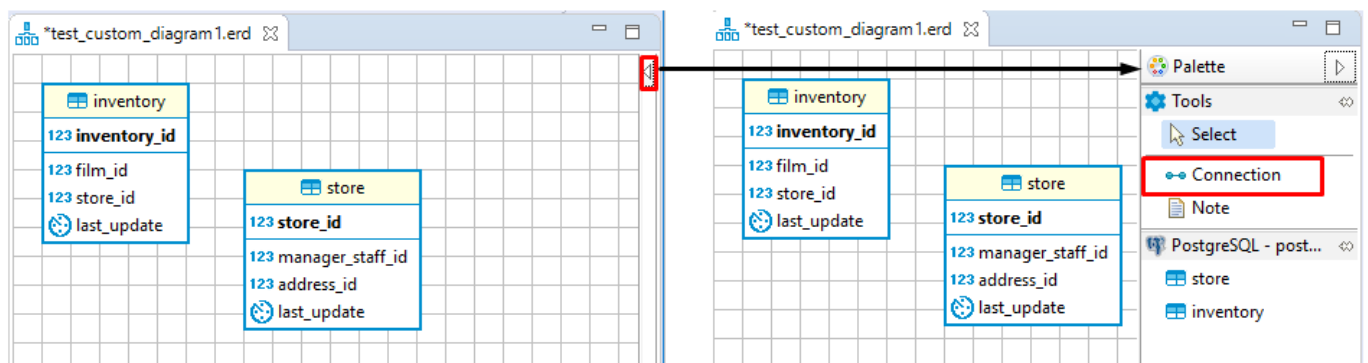 *test_custom_diagram1.erd
inventory
123 inventory_id
123 film_id
123 store_id
last_update
store
123 store_id
123 manager_staff_id
123 address_id
last_update
*test_custom_diagram1.erd
inventory
123 inventory_id
123 film_id
123 store_id
last_update
store
123 store_id
123 manager_staff_id
123 address_id
last_update
Palette
Tools
Select
Connection
Note
PostgreSQL - post...
store
inventory